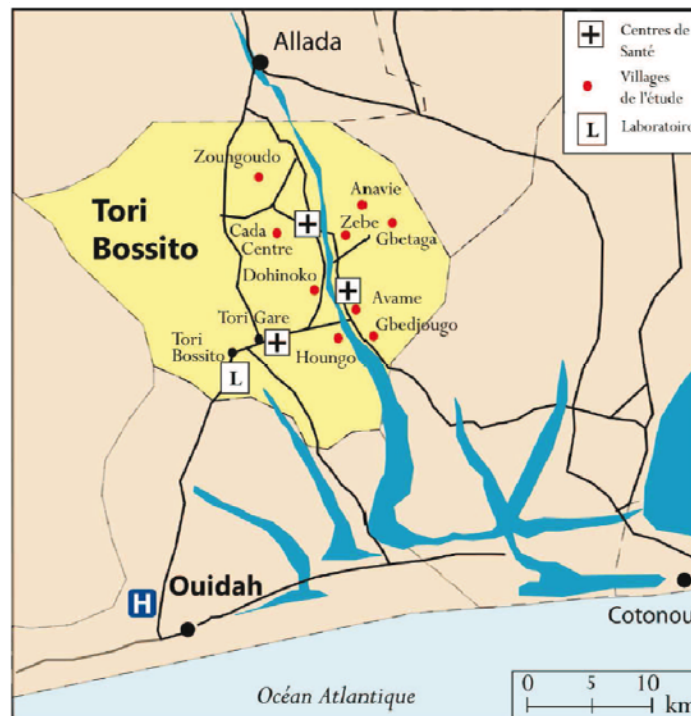 Allada
Centres de
Santé
Villages
de l'étude
L
Laboratoire
Zoungoudo
Tori
Bossito
Anavie
Cada
Centre
Zebe
Gbetaga
Dohinoko
Avame
Tori Gare
Gbedjougo
Tori
Bossito
Houngo
L
H
Ouidah
Cotonou
Océan Atlantique
0 5 10
km